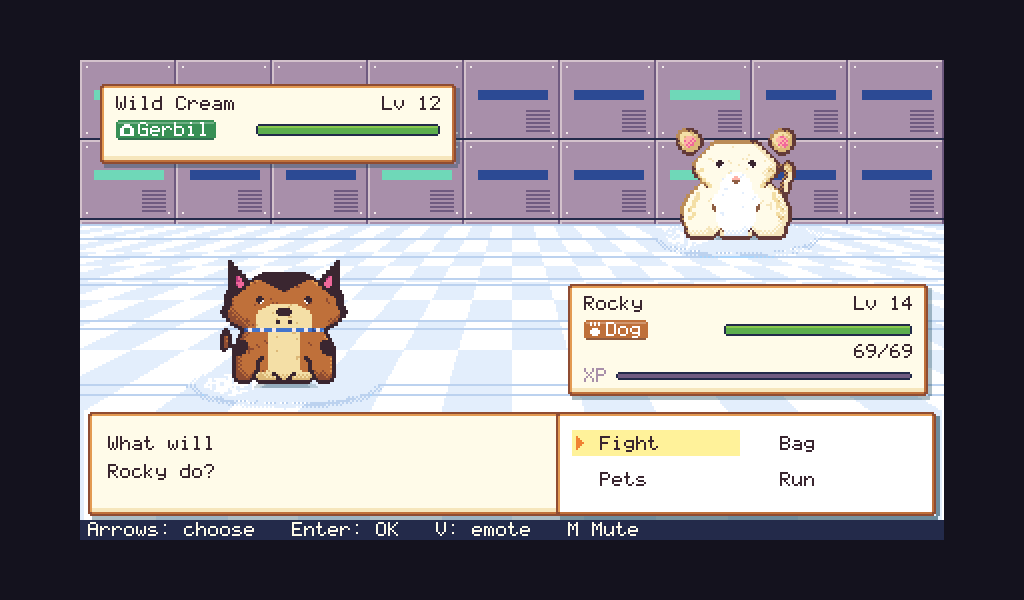 Wild Cream Lv 12
Gerbil
Rocky Lv 14
Dog
69/69
XP
What will
Rocky do?
Fight Bag
Pets Run
Arrows: choose Enter: OK V: emote M Mute